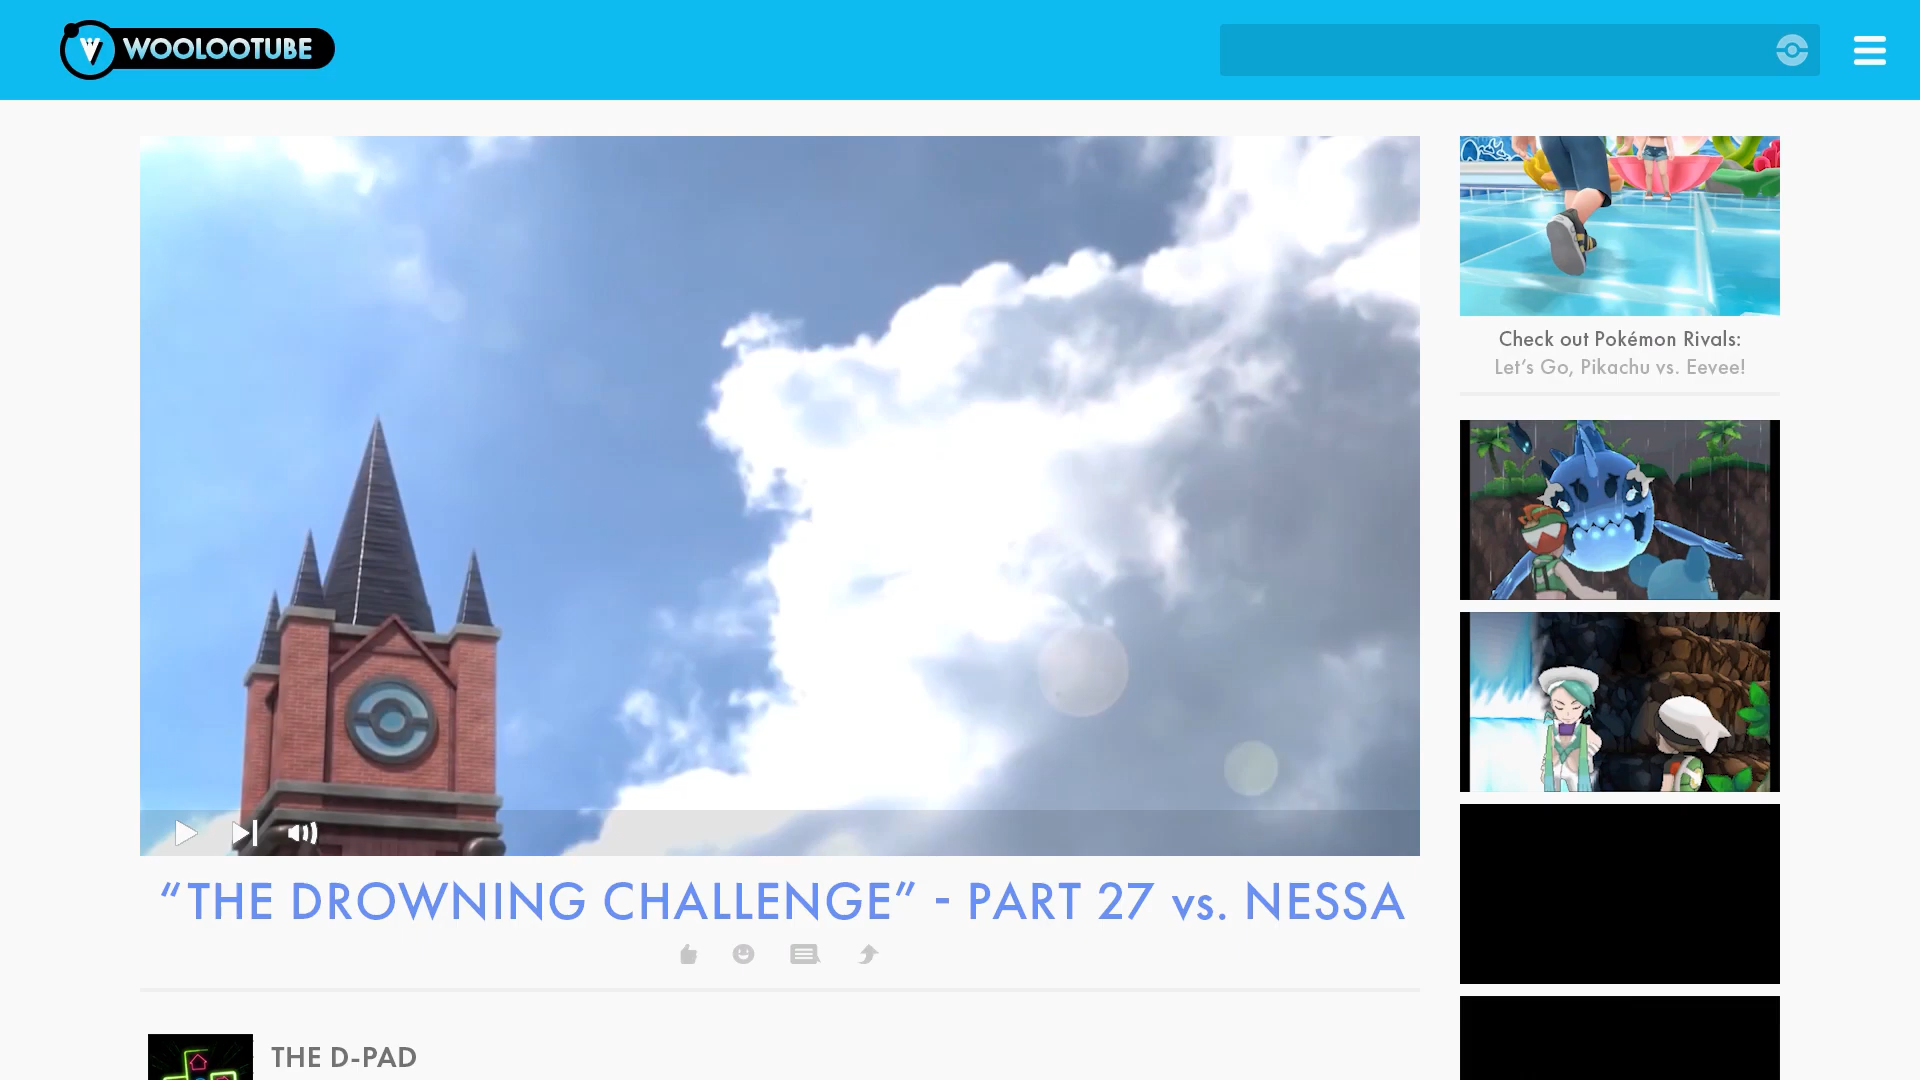 WOOLOOTUBE
Check out Pokémon Rivals:
Let's Go, Pikachu vs. Eevee!
“THE DROWNING CHALLENGE” - PART 27 vs. NESSA
THE D-PAD